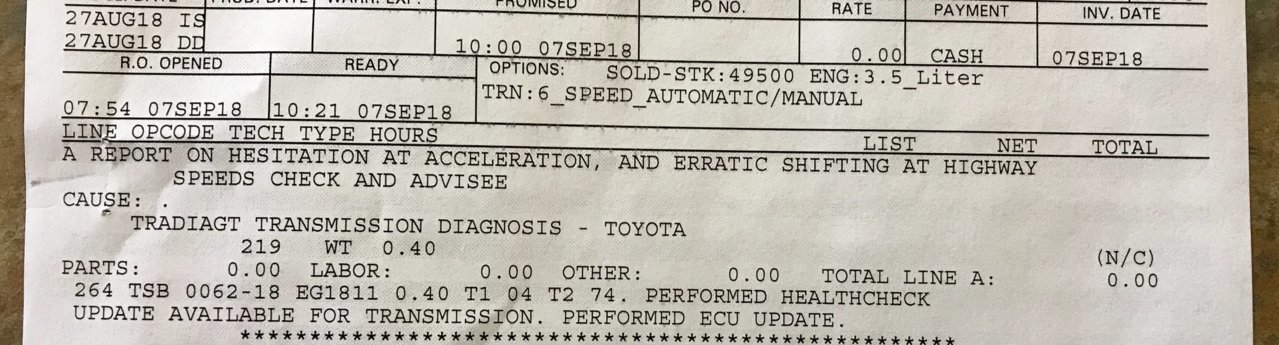 PROMISED PO NO. RATE PAYMENT INV. DATE
27AUG18 IS
27AUG18 DD 10:00 07SEP18 0.00 CASH 07SEP18
R.O. OPENED READY OPTIONS: SOLD-STK:49500 ENG:3.5_Liter
TRN:6_SPEED_AUTOMATIC/MANUAL
07:54 07SEP18 10:21 07SEP18
LINE OPCODE TECH TYPE HOURS LIST NET TOTAL
A REPORT ON HESITATION AT ACCELERATION, AND ERRATIC SHIFTING AT HIGHWAY
SPEEDS CHECK AND ADVISEE
CAUSE: .
TRADIAGT TRANSMISSION DIAGNOSIS - TOYOTA
219 WT 0.40 (N/C)
PARTS: 0.00 LABOR: 0.00 OTHER: 0.00 TOTAL LINE A: 0.00
264 TSB 0062-18 EG1811 0.40 T1 04 T2 74. PERFORMED HEALTHCHECK
UPDATE AVAILABLE FOR TRANSMISSION. PERFORMED ECU UPDATE.
*****************************************************